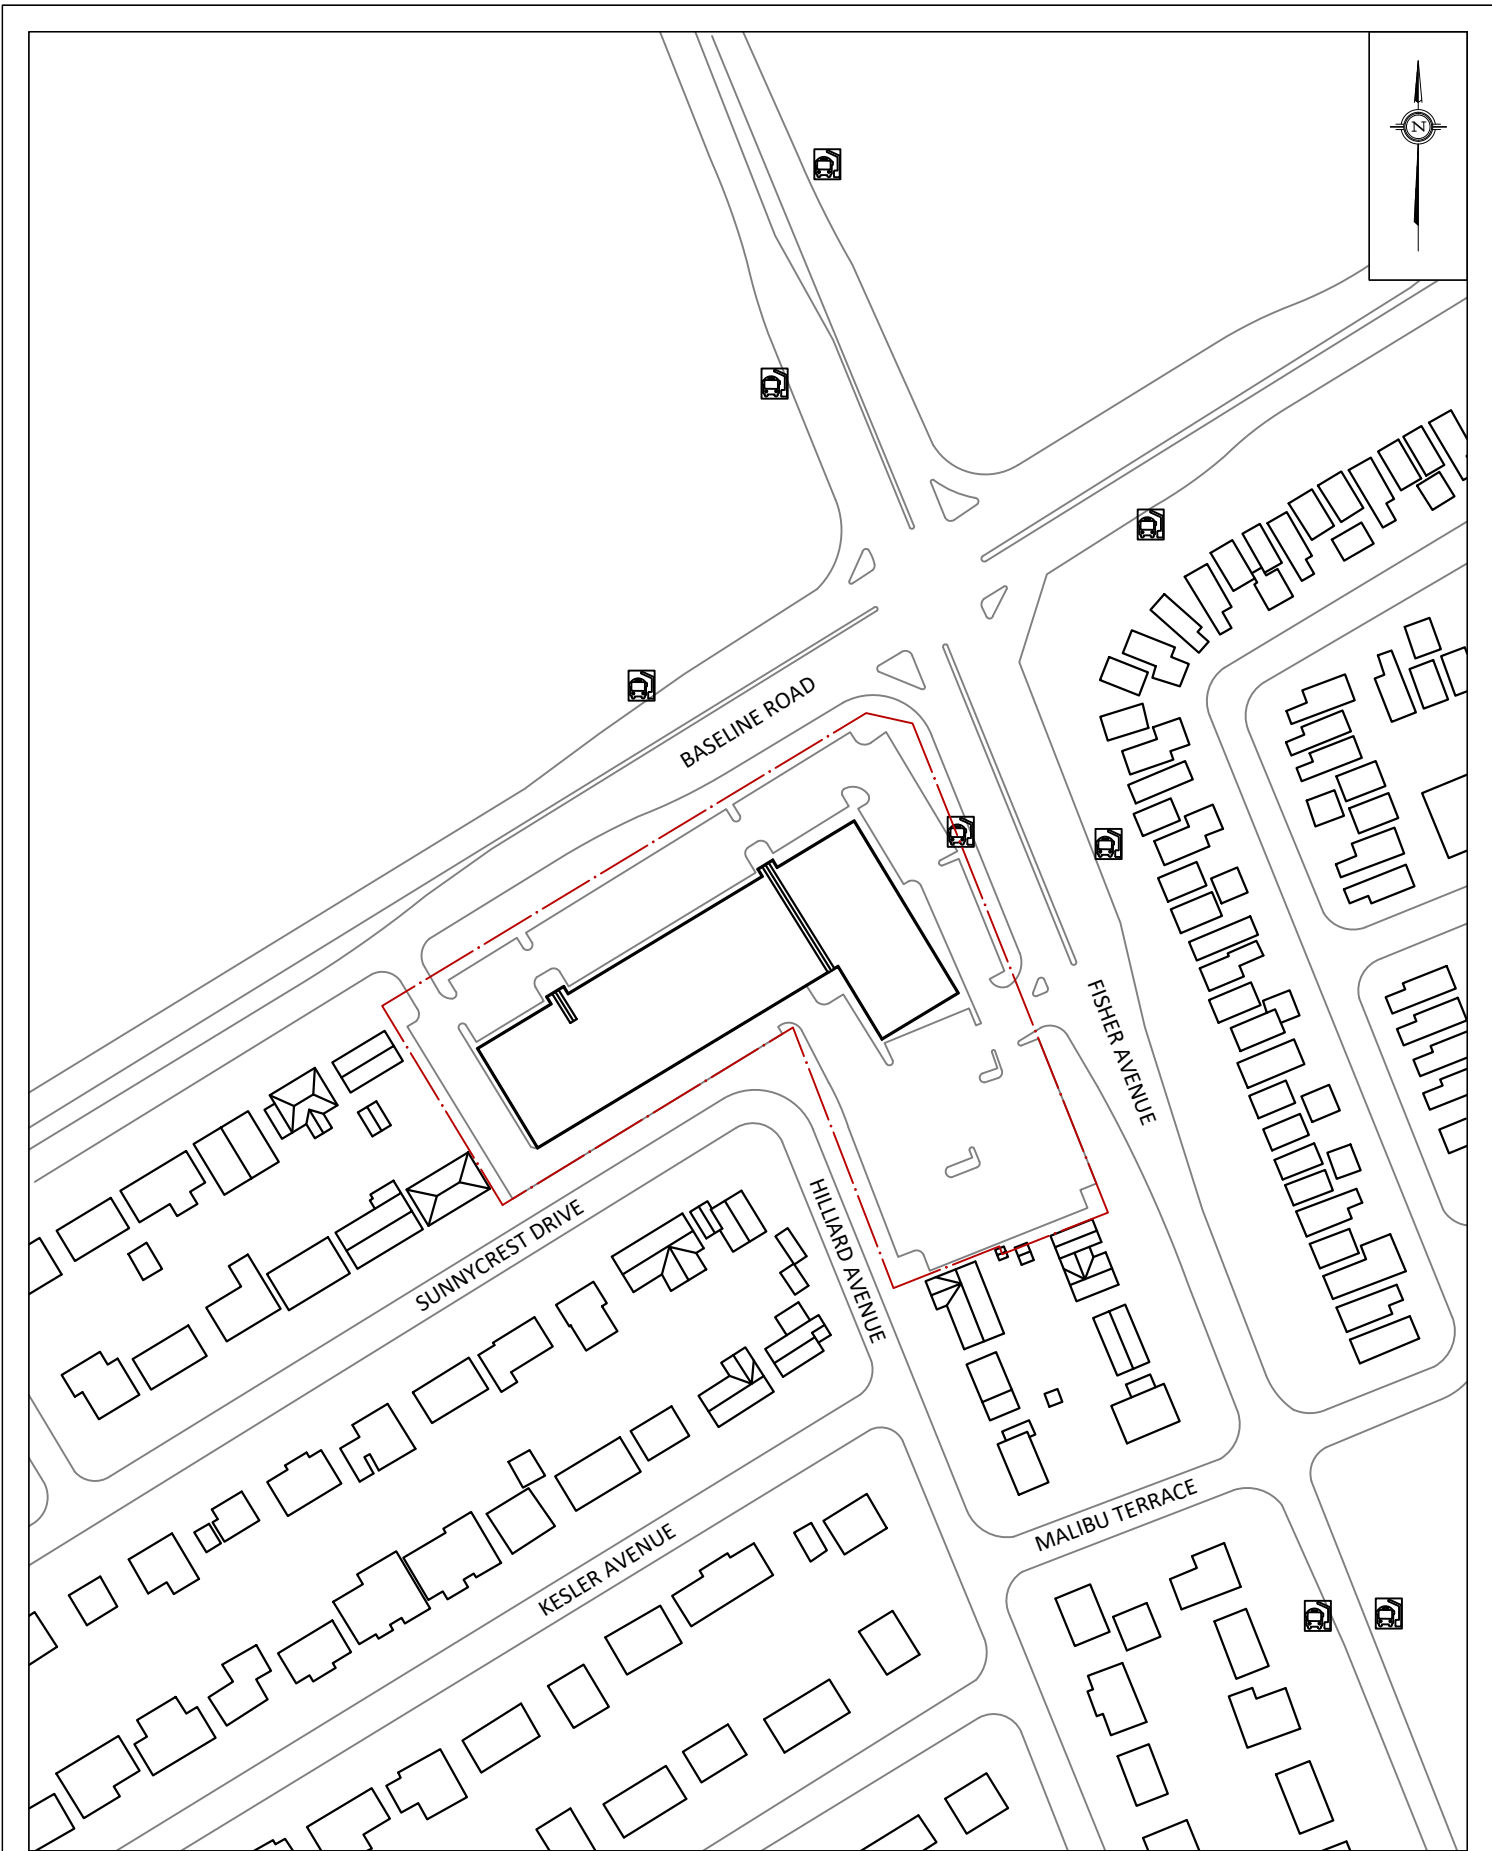 N
BASELINE ROAD
FISHER AVENUE
HILLIARD AVENUE
SUNNYCREST DRIVE
MALIBU TERRACE
KESLER AVENUE